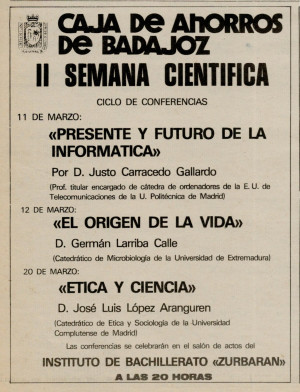 CAJA DE AHORROS
DE BADAJOZ
II SEMANA CIENTIFICA
CICLO DE CONFERENCIAS
11 DE MARZO:
«PRESENTE Y FUTURO DE LA
INFORMATICA»
Por D. Justo Carracedo Gallardo
(Prof. titular encargado de cátedra de ordenadores de la E. U. de
Telecomunicaciones de la U. Politécnica de Madrid)
12 DE MARZO:
«EL ORIGEN DE LA VIDA»
D. Germán Larriba Calle
(Catedrático de Microbiología de la Universidad de Extremadura)
20 DE MARZO:
«ETICA Y CIENCIA»
D. José Luis López Aranguren
(Catedrático de Etica y Sociología de la Universidad
Complutense de Madrid)
Las conferencias se celebrarán en el salón de actos del
INSTITUTO DE BACHILLERATO «ZURBARAN»
A LAS 20 HORAS